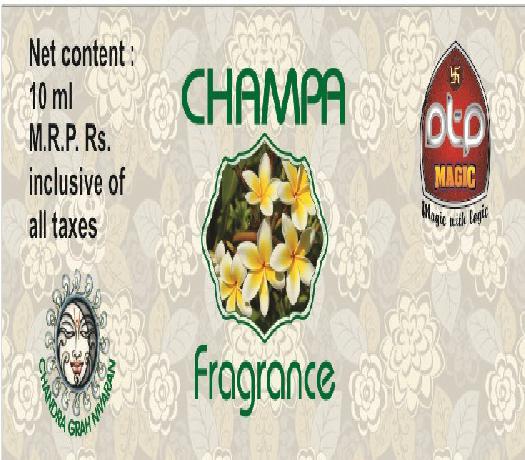 Net content :
10 ml
M.R.P. Rs.
inclusive of
all taxes
CHAMPA
Fragrance
MAGIC
Magic with Logic
CHANDRA GRAH NIVARAN